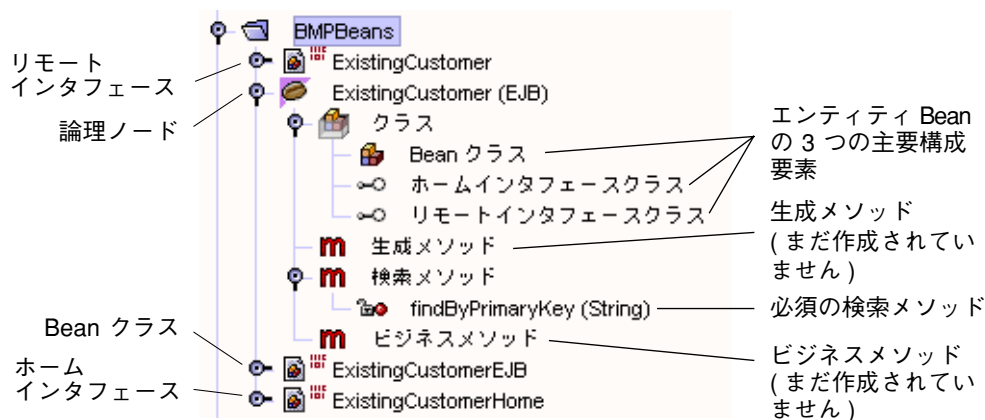 BMPBeans
リモート
インタフェース
ExistingCustomer
論理ノード
ExistingCustomer (EJB)
クラス
Bean クラス
ホームインタフェースクラス
リモートインタフェースクラス
エンティティ Bean
の 3 つの主要構成
要素
生成メソッド
生成メソッド
( まだ作成されてい
ません )
検索メソッド
findByPrimaryKey (String)
必須の検索メソッド
ビジネスメソッド
ビジネスメソッド
( まだ作成されてい
ません )
Bean クラス
ExistingCustomerEJB
ホーム
インタフェース
ExistingCustomerHome